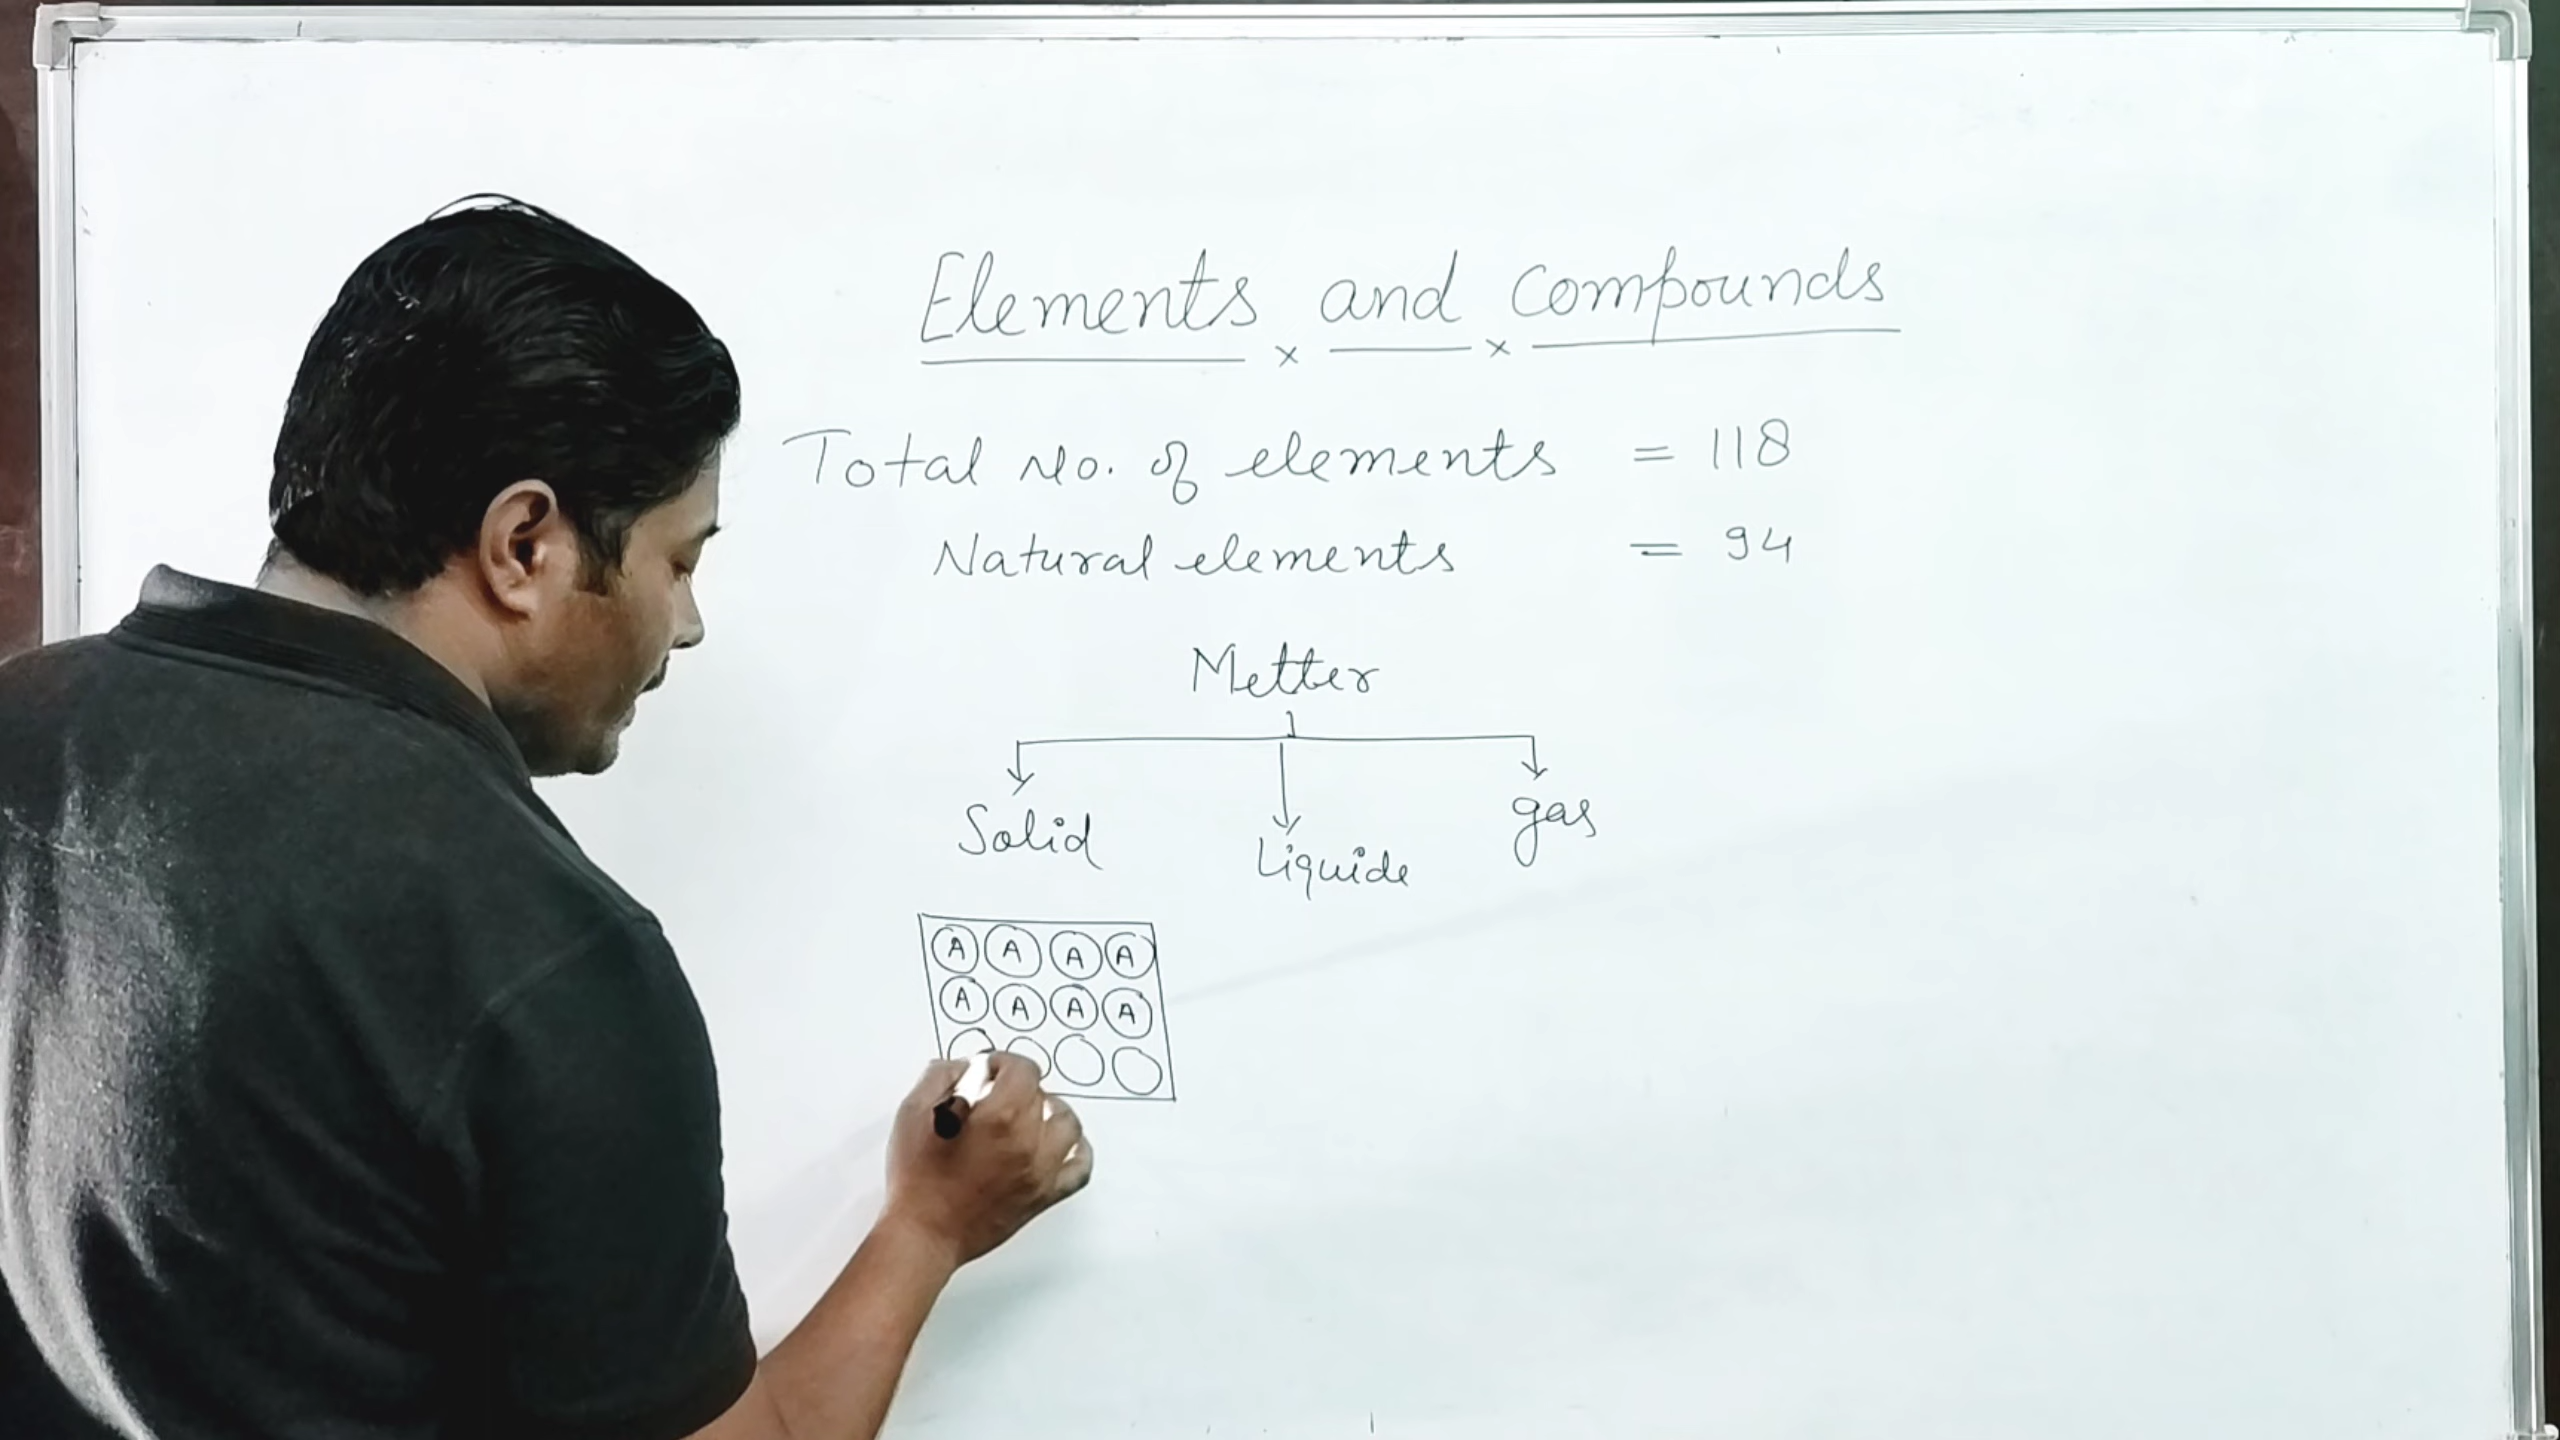 Elements and Compounds
Total No. of elements = 118
Natural elements = 94
Metter
Solid Liquide gas
A A A A
A A A A